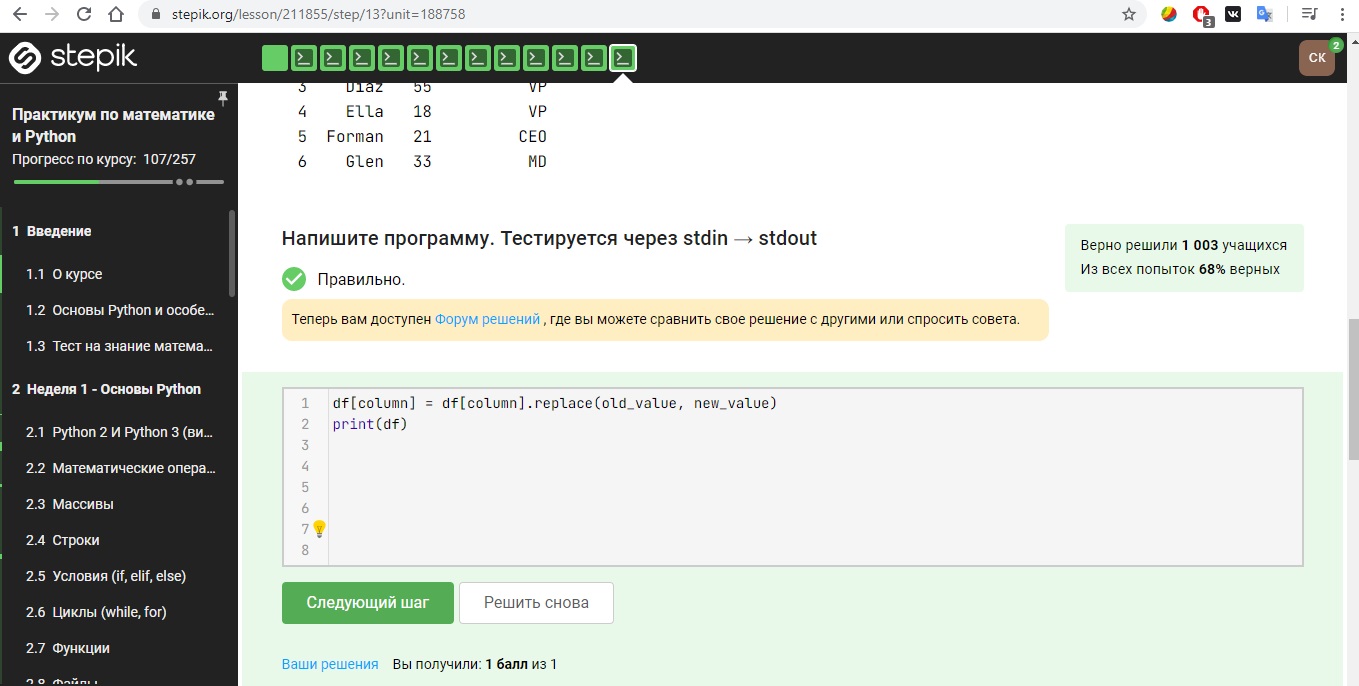 stepik.org/lesson/211855/step/13?unit=188758
3
stepik
2
СК
Практикум по математике
и Python
Прогресс по курсу: 107/257
1 Введение
1.1 О курсе
1.2 Основы Python и особе...
1.3 Тест на знание матема...
2 Неделя 1 - Основы Python
2.1 Python 2 И Python 3 (ви...
2.2 Математические опера...
2.3 Массивы
2.4 Строки
2.5 Условия (if, elif, else)
2.6 Циклы (while, for)
2.7 Функции
2.8 Файлы
3 Diaz 55 VP
4 Ella 18 VP
5 Forman 21 CEO
6 Glen 33 MD
Напишите программу. Тестируется через stdin → stdout
Правильно.
Теперь вам доступен Форум решений , где вы можете сравнить свое решение с другими или спросить совета.
Верно решили 1 003 учащихся
Из всех попыток 68% верных
1 df[column] = df[column].replace(old_value, new_value)
2 print(df)
3
4
5
6
7
8
Следующий шаг
Решить снова
Ваши решения Вы получили: 1 балл из 1